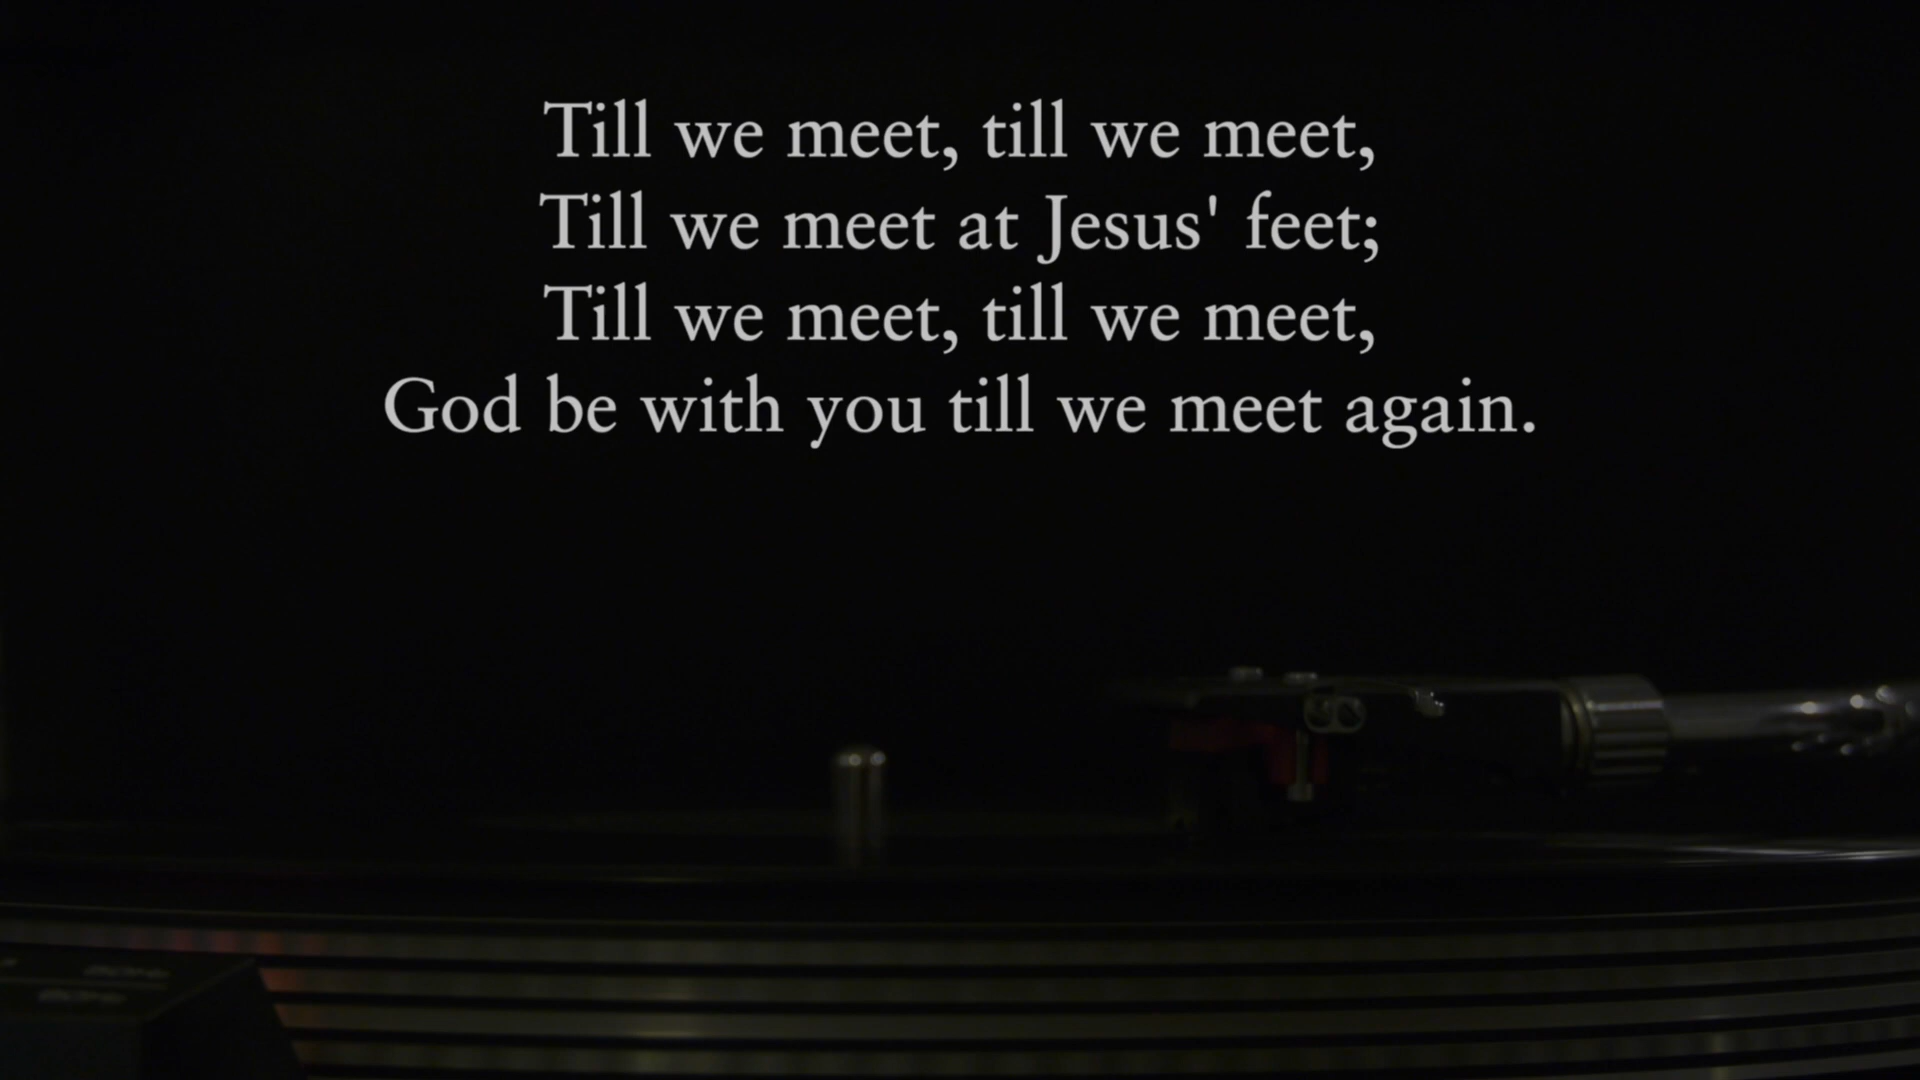 Till we meet, till we meet,
Till we meet at Jesus' feet;
Till we meet, till we meet,
God be with you till we meet again.